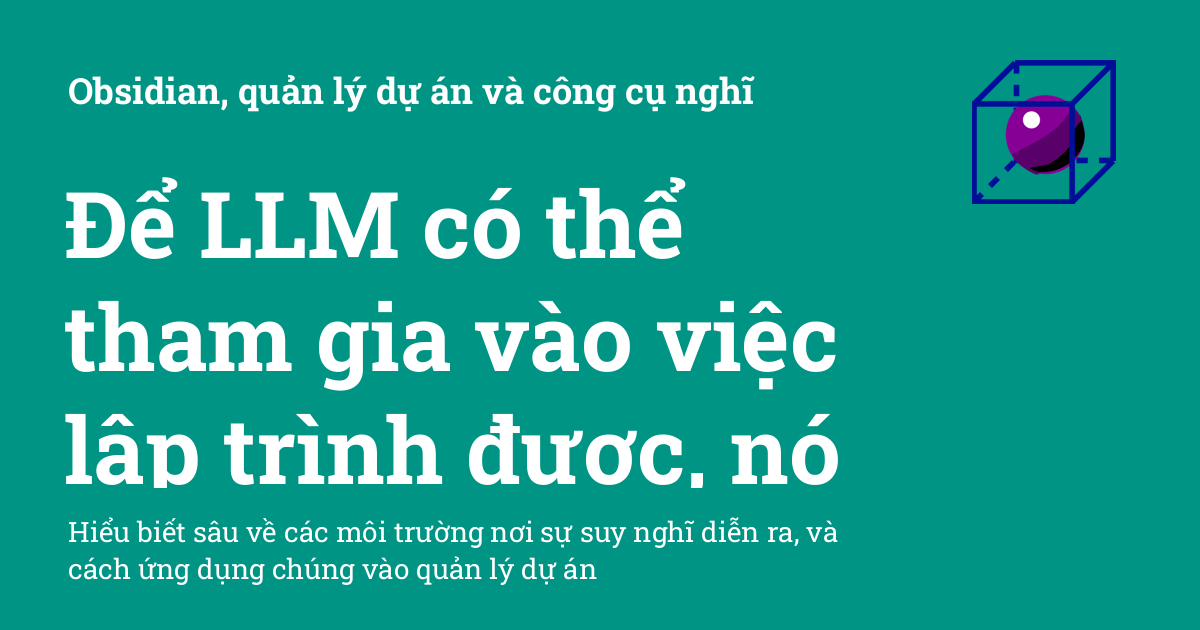 Obsidian, quản lý dự án và công cụ nghĩ
Để LLM có thể
tham gia vào việc
lập trình được, nó
Hiểu biết sâu về các môi trường nơi sự suy nghĩ diễn ra, và
cách ứng dụng chúng vào quản lý dự án